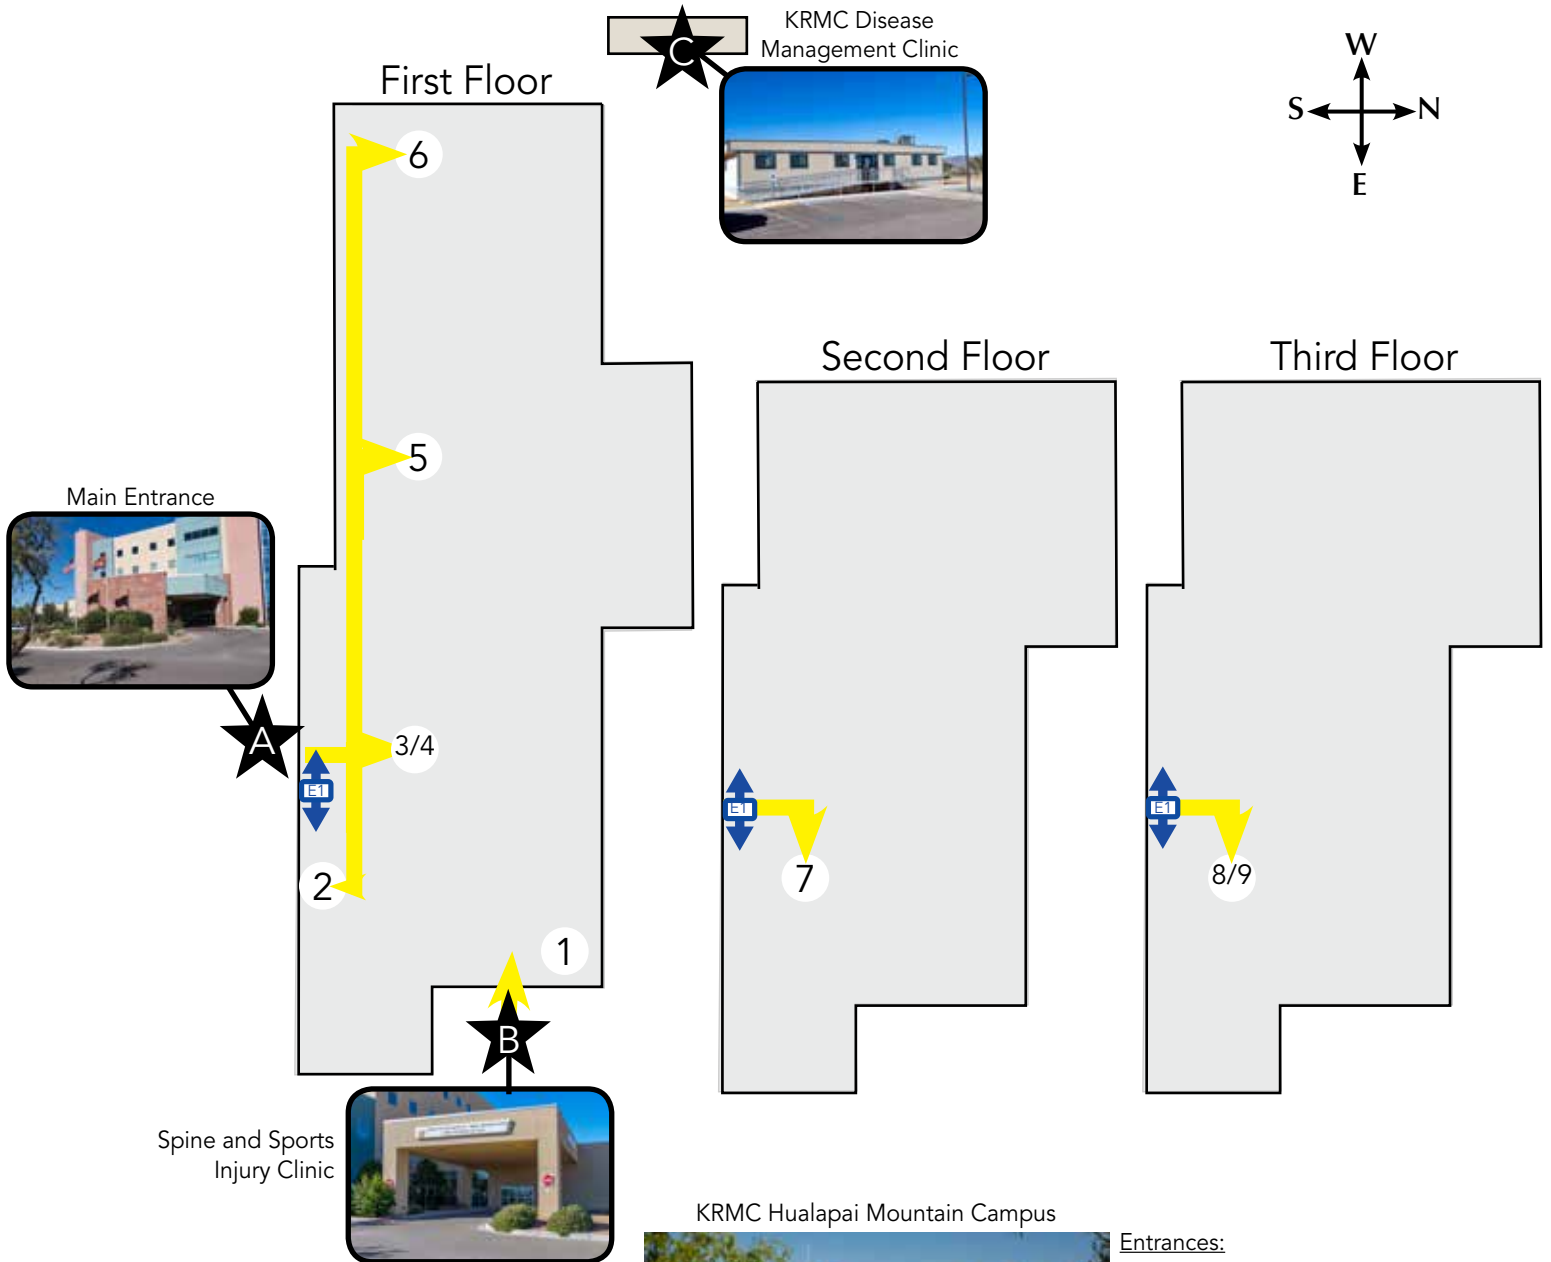 KRMC Disease
Management Clinic
C
W
S N
E
First Floor
6
Second Floor
Third Floor
5
Main Entrance
A
3/4
E1
E1
E1
2
7
8/9
1
B
Spine and Sports
Injury Clinic
KRMC Hualapai Mountain Campus
Entrances: